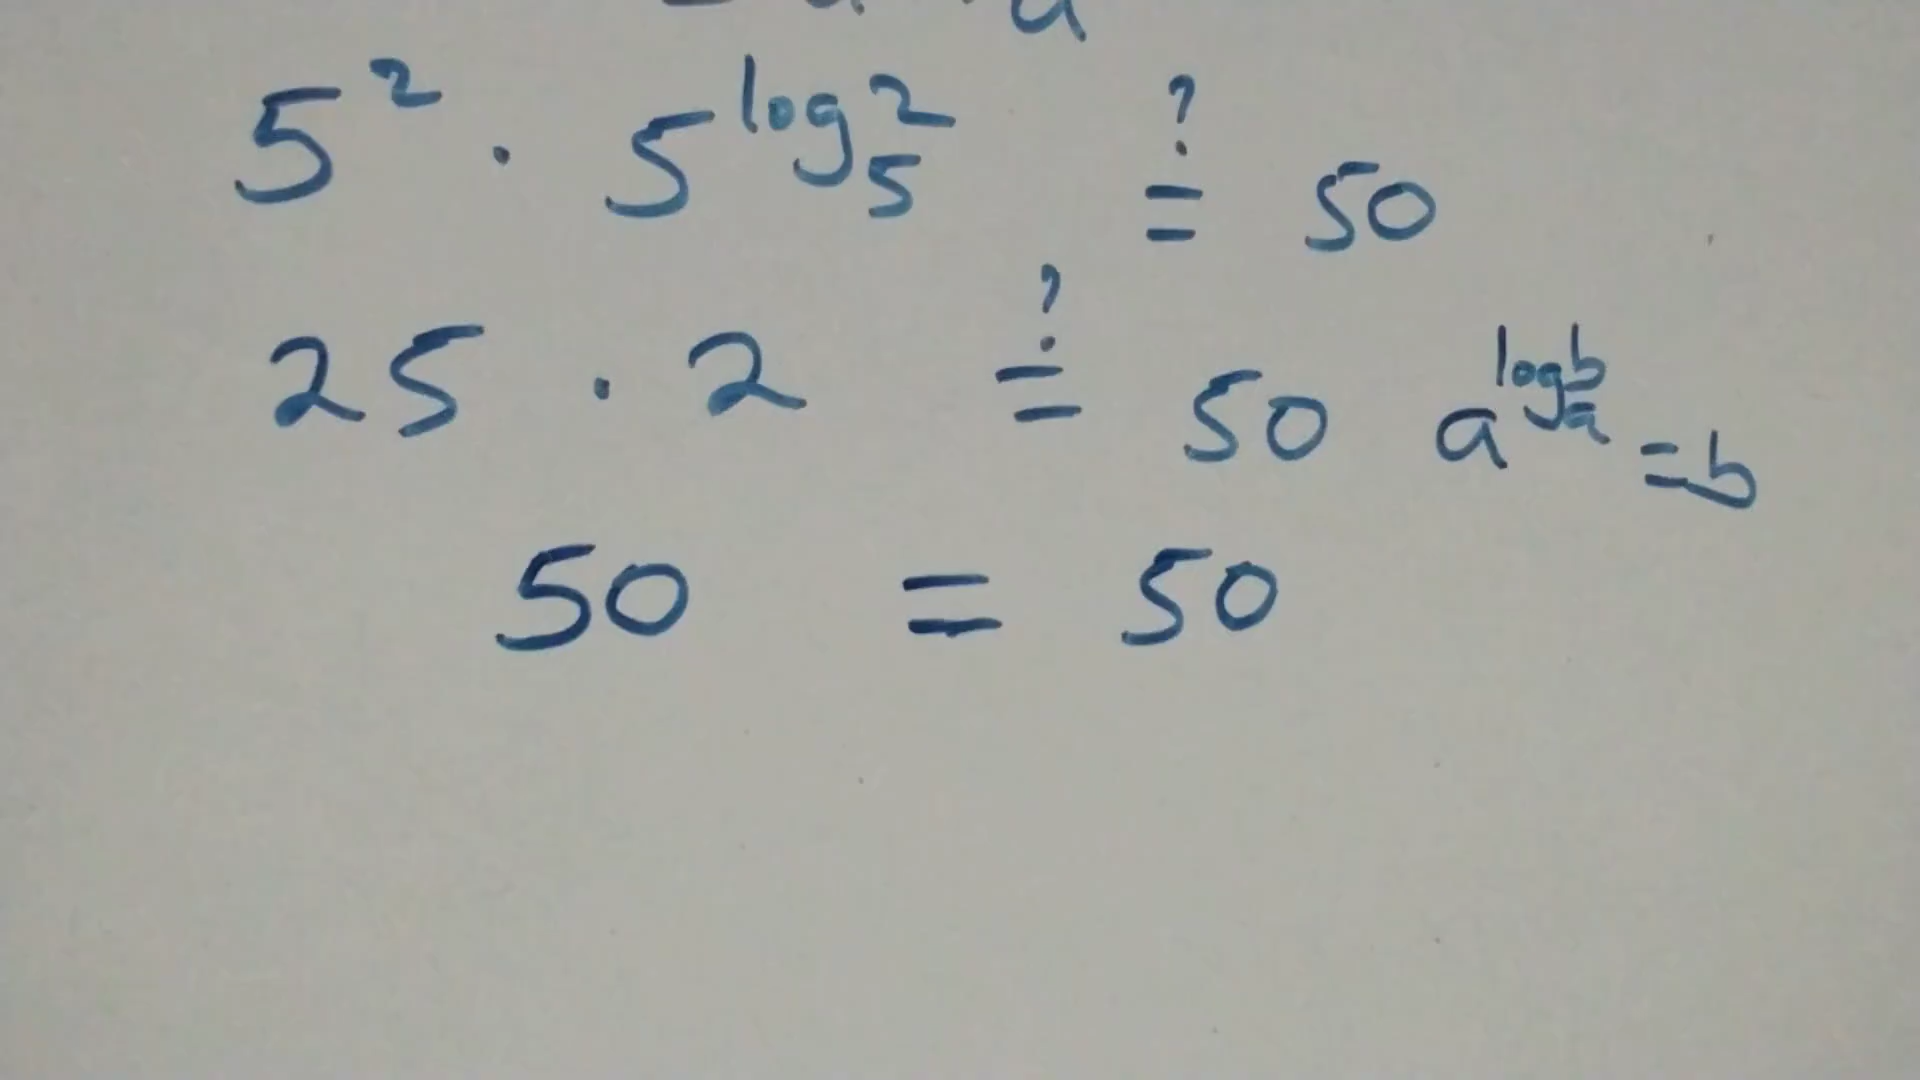 5² · 5^log₅2 ?= 50
25 · 2 ?= 50 a^logₐb = b
50 = 50